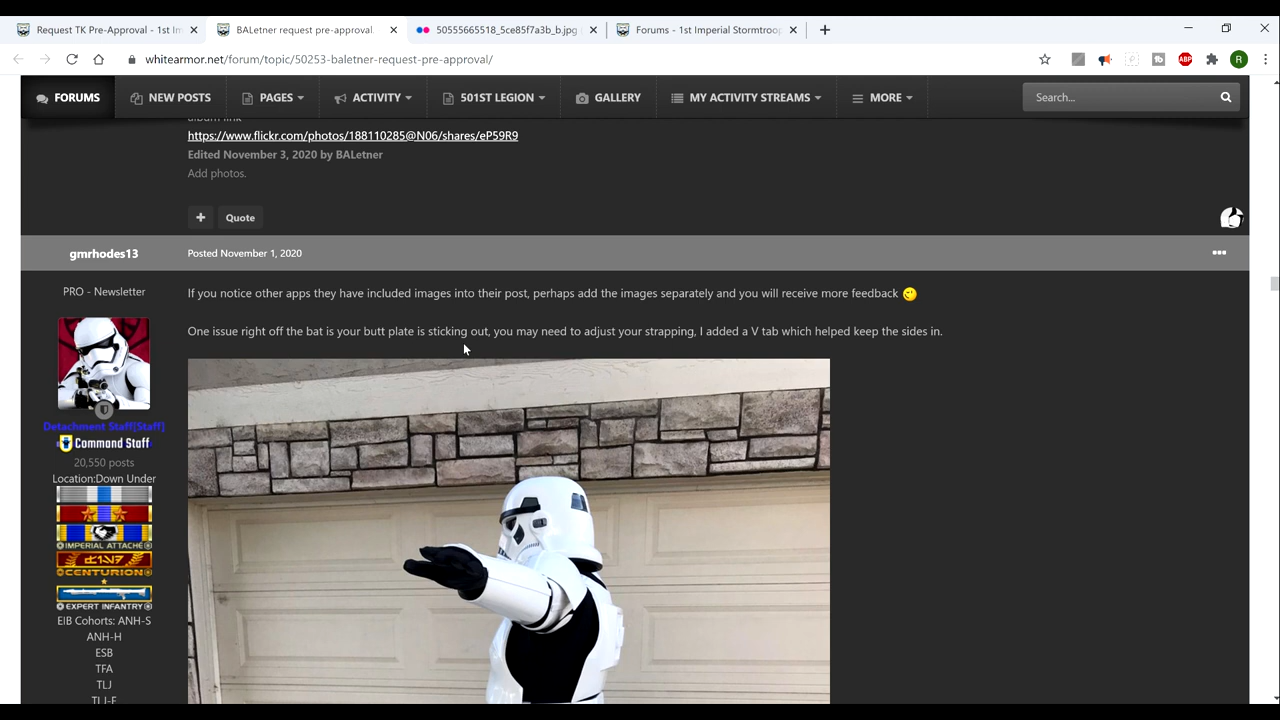 Request TK Pre-Approval - 1st Im
BALetner request pre-approval.
50555665518_5ce85f7a3b_b.jpg
Forums - 1st Imperial Stormtroop
whitearmor.net/forum/topic/50253-baletner-request-pre-approval/
ABP
R
FORUMS
NEW POSTS
PAGES
ACTIVITY
501ST LEGION
GALLERY
MY ACTIVITY STREAMS
MORE
Search...
album link
https://www.flickr.com/photos/188110285@N06/shares/eP59R9
Edited November 3, 2020 by BALetner
Add photos.
+ Quote
gmrhodes13
Posted November 1, 2020
PRO - Newsletter
If you notice other apps they have included images into their post, perhaps add the images separately and you will receive more feedback
One issue right off the bat is your butt plate is sticking out, you may need to adjust your strapping, I added a V tab which helped keep the sides in.
Detachment Staff[Staff]
Command Staff
20,550 posts
Location:Down Under
IMPERIAL ATTACHÉ
CENTURION
EXPERT INFANTRY
EIB Cohorts: ANH-S
ANH-H
ESB
TFA
TLJ
TLJ-F